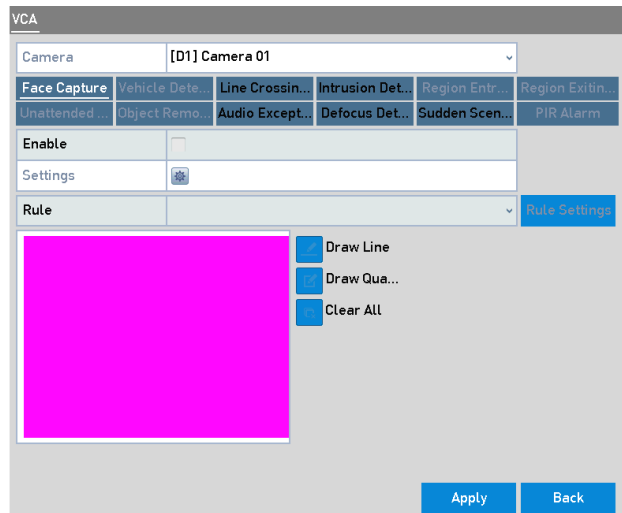 VCA
Camera [D1] Camera 01
Face Capture Vehicle Dete... Line Crossin... Intrusion Det... Region Entr... Region Exitin...
Unattended ... Object Remo... Audio Except... Defocus Det... Sudden Scen... PIR Alarm
Enable
Settings
Rule Rule Settings
Draw Line
Draw Qua...
Clear All
Apply Back